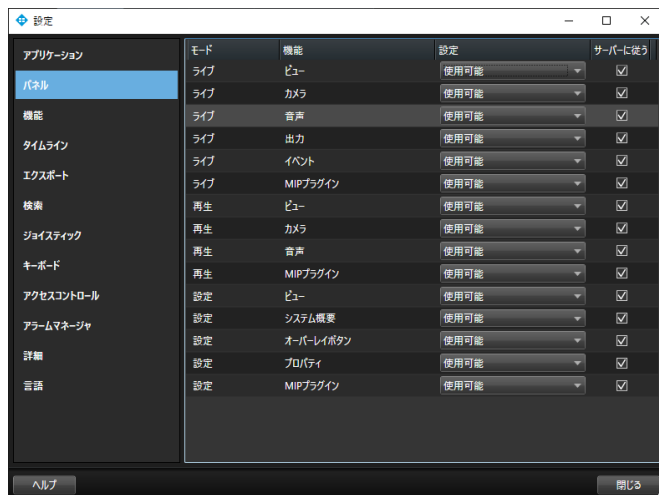 設定
アプリケーション
パネル
機能
タイムライン
エクスポート
検索
ジョイスティック
キーボード
アクセスコントロール
アラームマネージャ
詳細
言語
モード 機能 設定 サーバーに従う
ライブ ビュー 使用可能
ライブ カメラ 使用可能
ライブ 音声 使用可能
ライブ 出力 使用可能
ライブ イベント 使用可能
ライブ MIPプラグイン 使用可能
再生 ビュー 使用可能
再生 カメラ 使用可能
再生 音声 使用可能
再生 MIPプラグイン 使用可能
設定 ビュー 使用可能
設定 システム概要 使用可能
設定 オーバーレイボタン 使用可能
設定 プロパティ 使用可能
設定 MIPプラグイン 使用可能
ヘルプ 閉じる